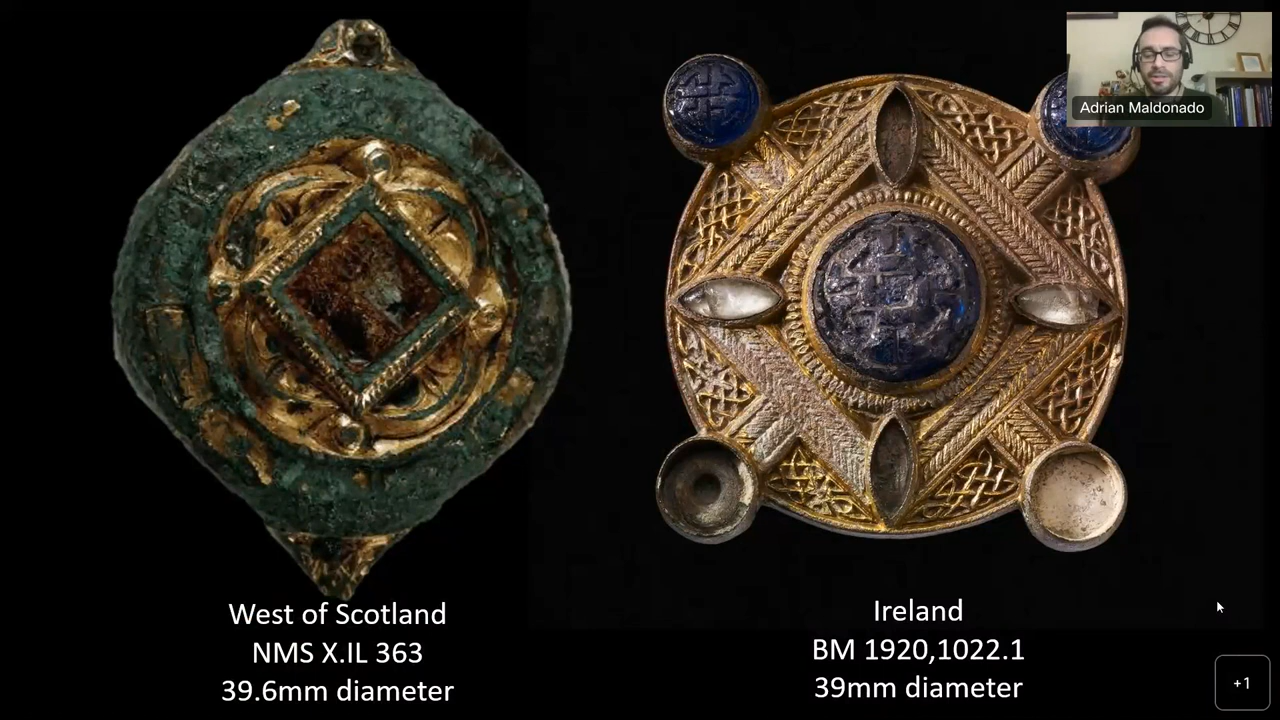 Adrian Maldonado
West of Scotland
NMS X.IL 363
39.6mm diameter
Ireland
BM 1920,1022.1
39mm diameter
+1